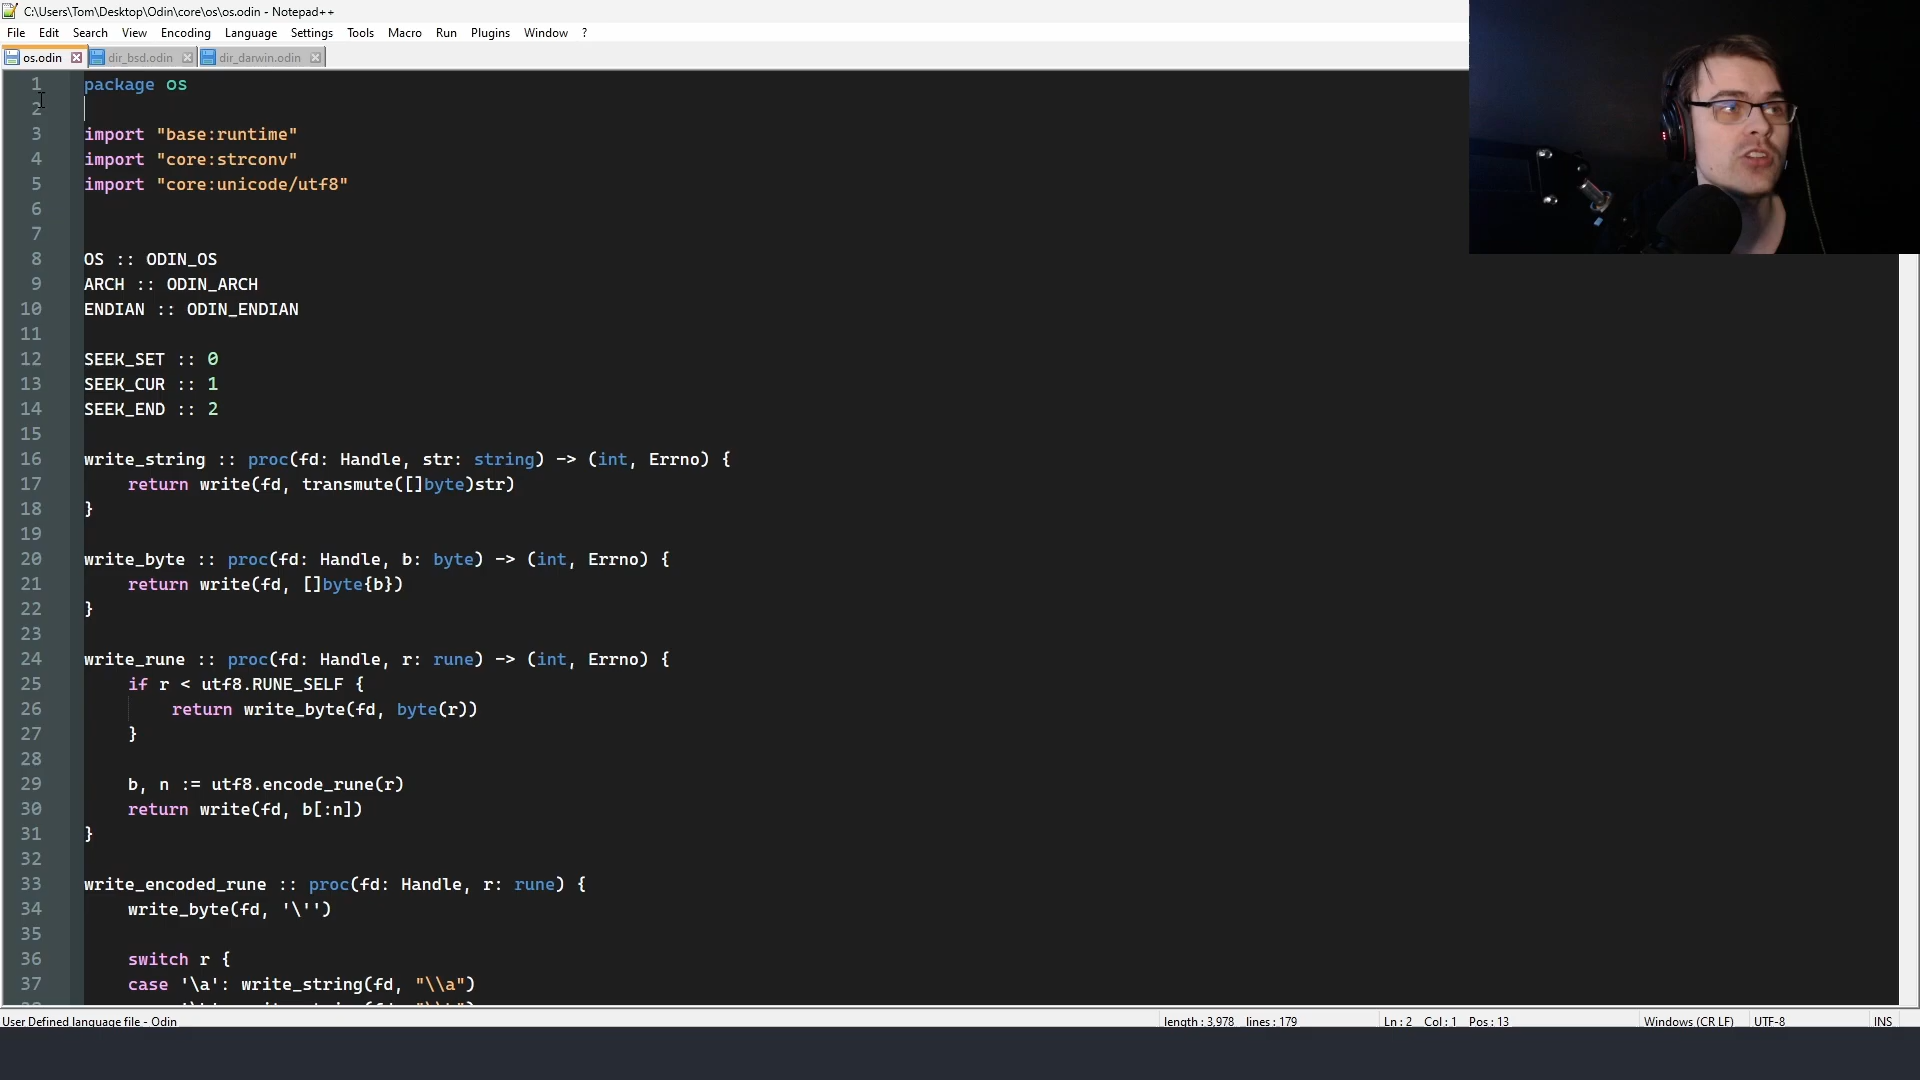 C:\Users\Tom\Desktop\Odin\core\os\os.odin - Notepad++
File Edit Search View Encoding Language Settings Tools Macro Run Plugins Window ?
os.odin dir_bsd.odin dir_darwin.odin
1 package os
2
3 import "base:runtime"
4 import "core:strconv"
5 import "core:unicode/utf8"
6
7
8 OS :: ODIN_OS
9 ARCH :: ODIN_ARCH
10 ENDIAN :: ODIN_ENDIAN
11
12 SEEK_SET :: 0
13 SEEK_CUR :: 1
14 SEEK_END :: 2
15
16 write_string :: proc(fd: Handle, str: string) -> (int, Errno) {
17 return write(fd, transmute([]byte)str)
18 }
19
20 write_byte :: proc(fd: Handle, b: byte) -> (int, Errno) {
21 return write(fd, []byte{b})
22 }
23
24 write_rune :: proc(fd: Handle, r: rune) -> (int, Errno) {
25 if r < utf8.RUNE_SELF {
26 return write_byte(fd, byte(r))
27 }
28
29 b, n := utf8.encode_rune(r)
30 return write(fd, b[:n])
31 }
32
33 write_encoded_rune :: proc(fd: Handle, r: rune) {
34 write_byte(fd, '\'')
35
36 switch r {
37 case '\a': write_string(fd, "\\a")
User Defined language file - Odin length : 3,978 lines : 179 Ln : 2 Col : 1 Pos : 13 Windows (CR LF) UTF-8 INS